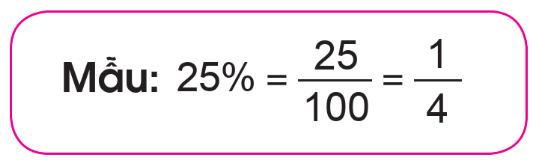 Mẫu: 25% = 25/100 = 1/4